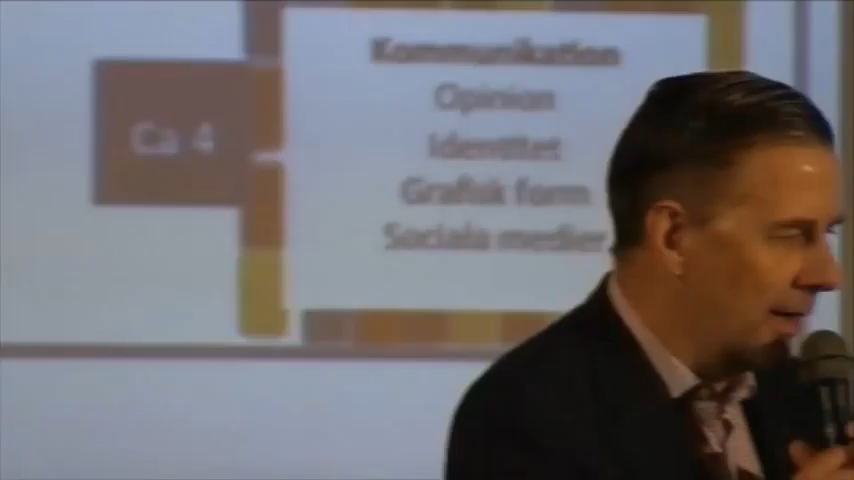 Kommunikation
Opinion
Ca 4
Identitet
Grafisk form
Sociala medier